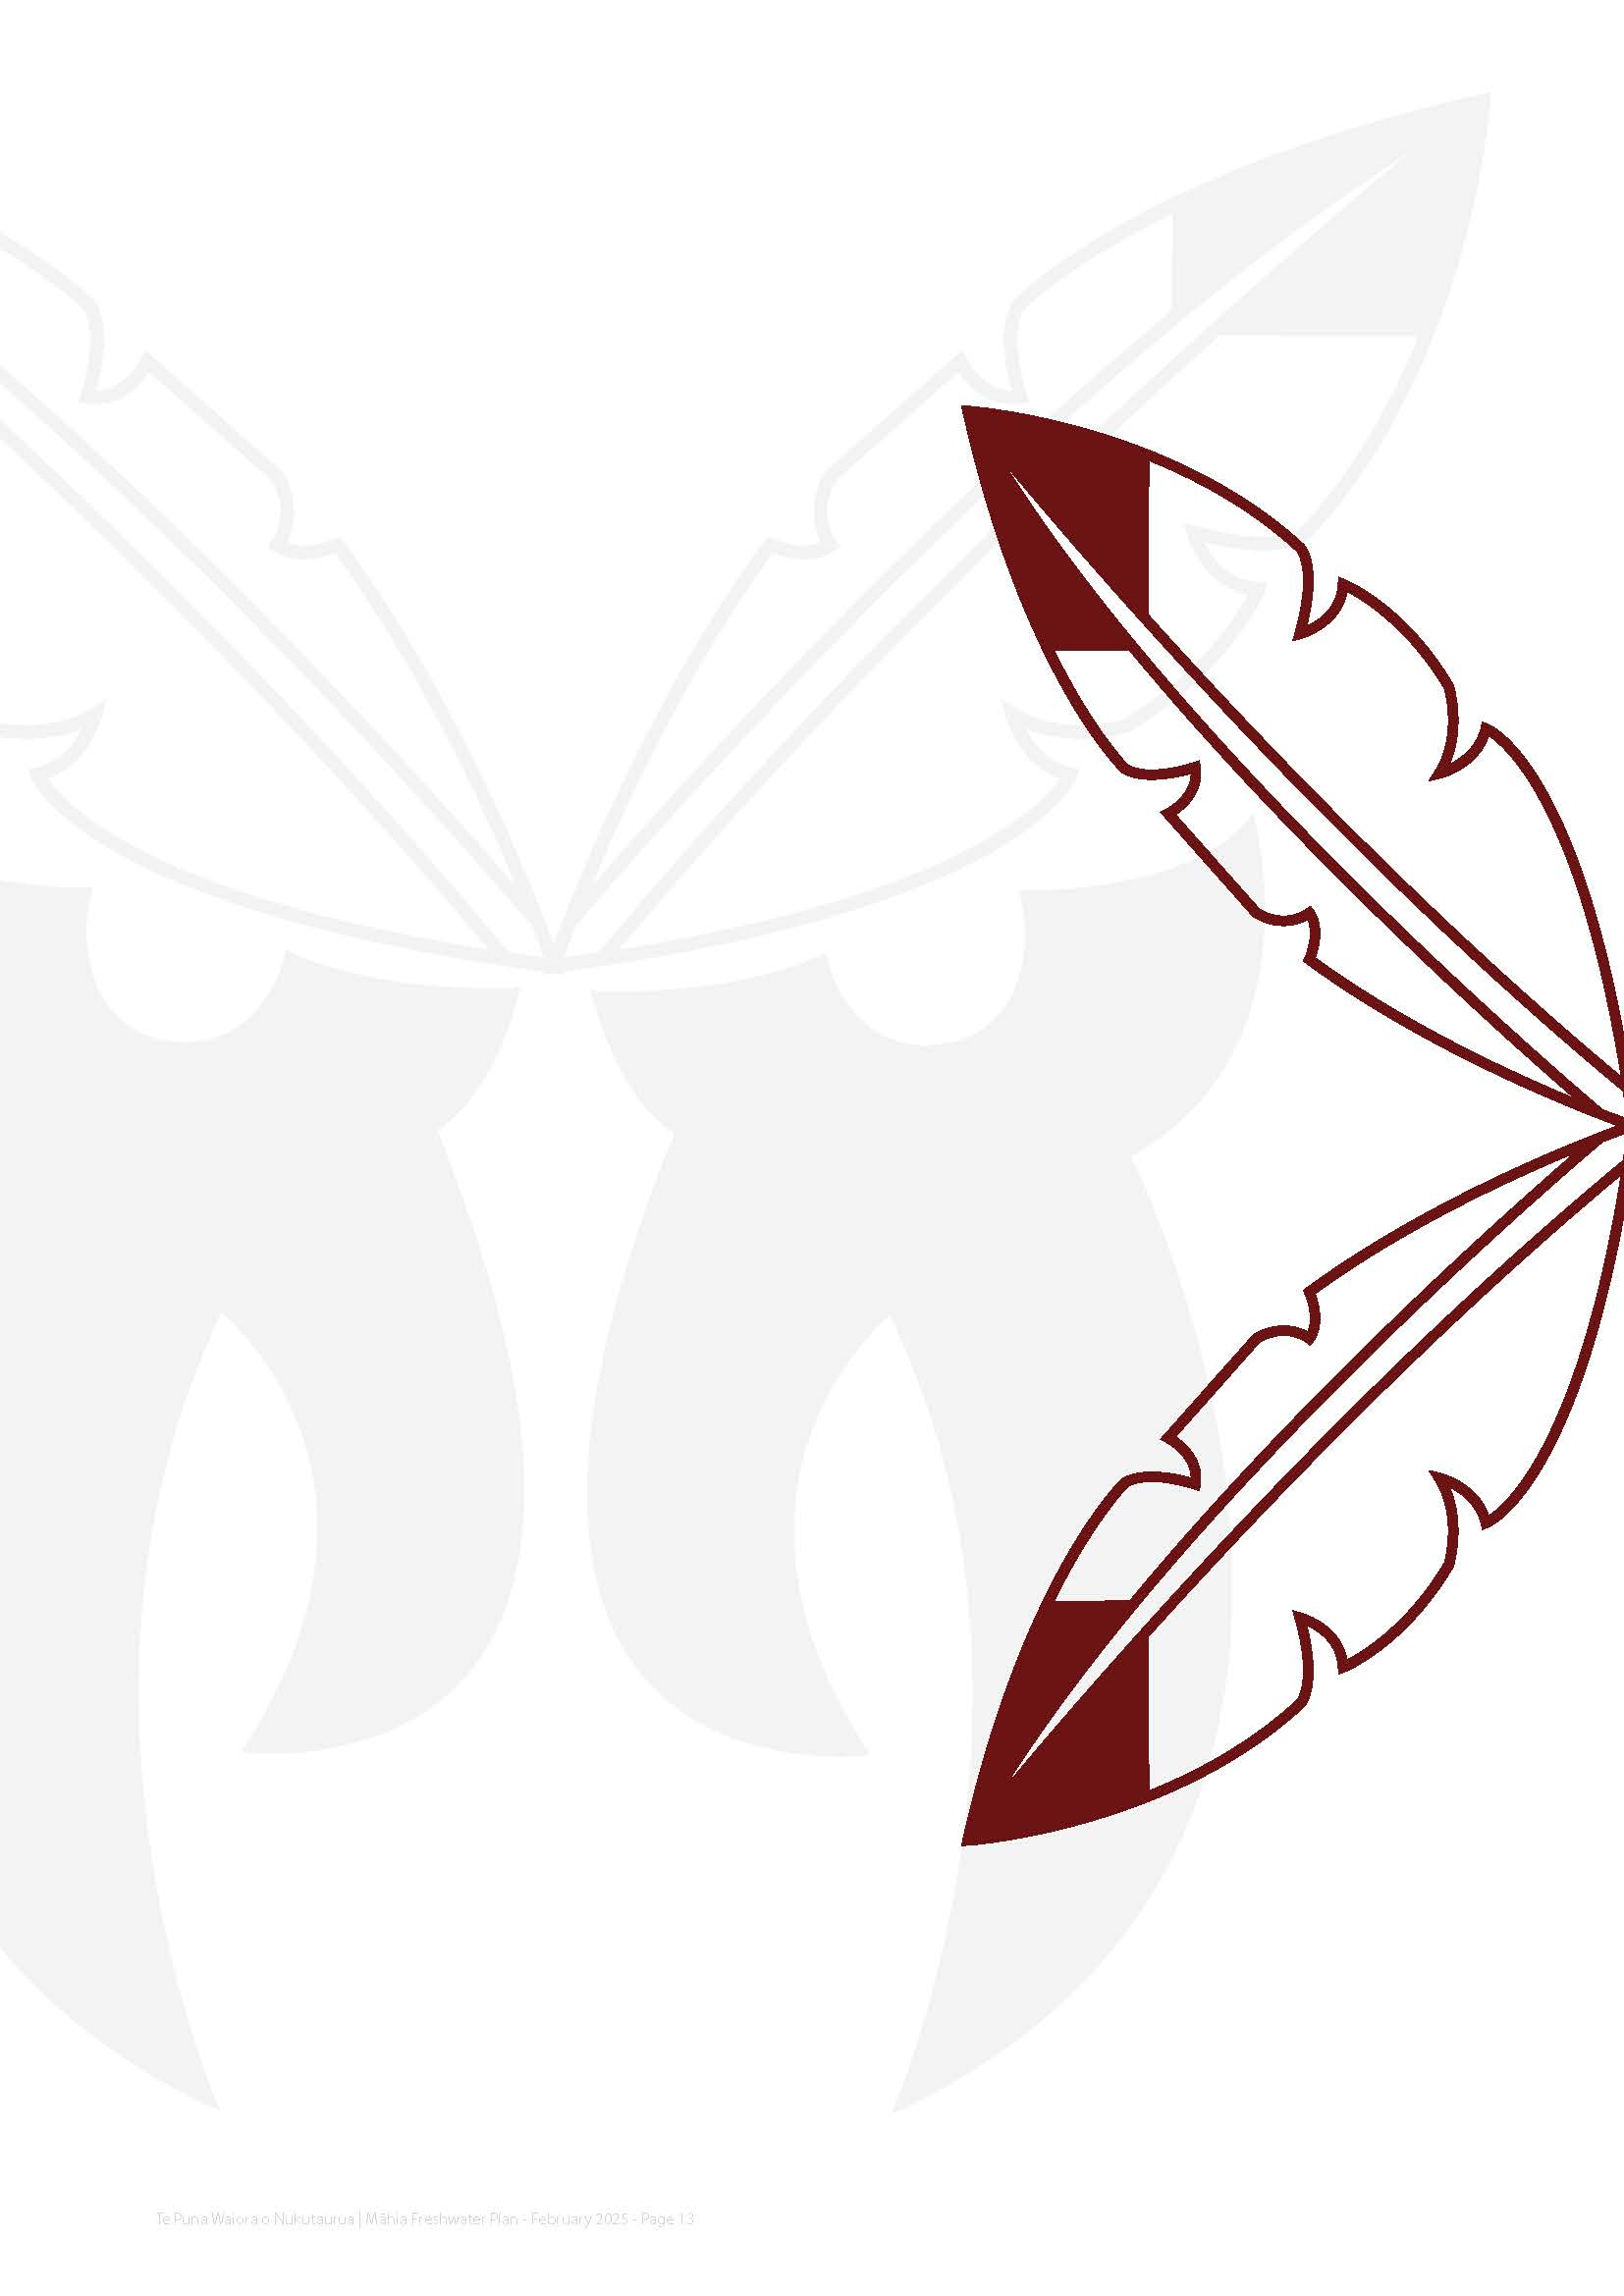 Te Puna Waiora o Nukutaurua | Māhia Freshwater Plan - February 2025 - Page 13